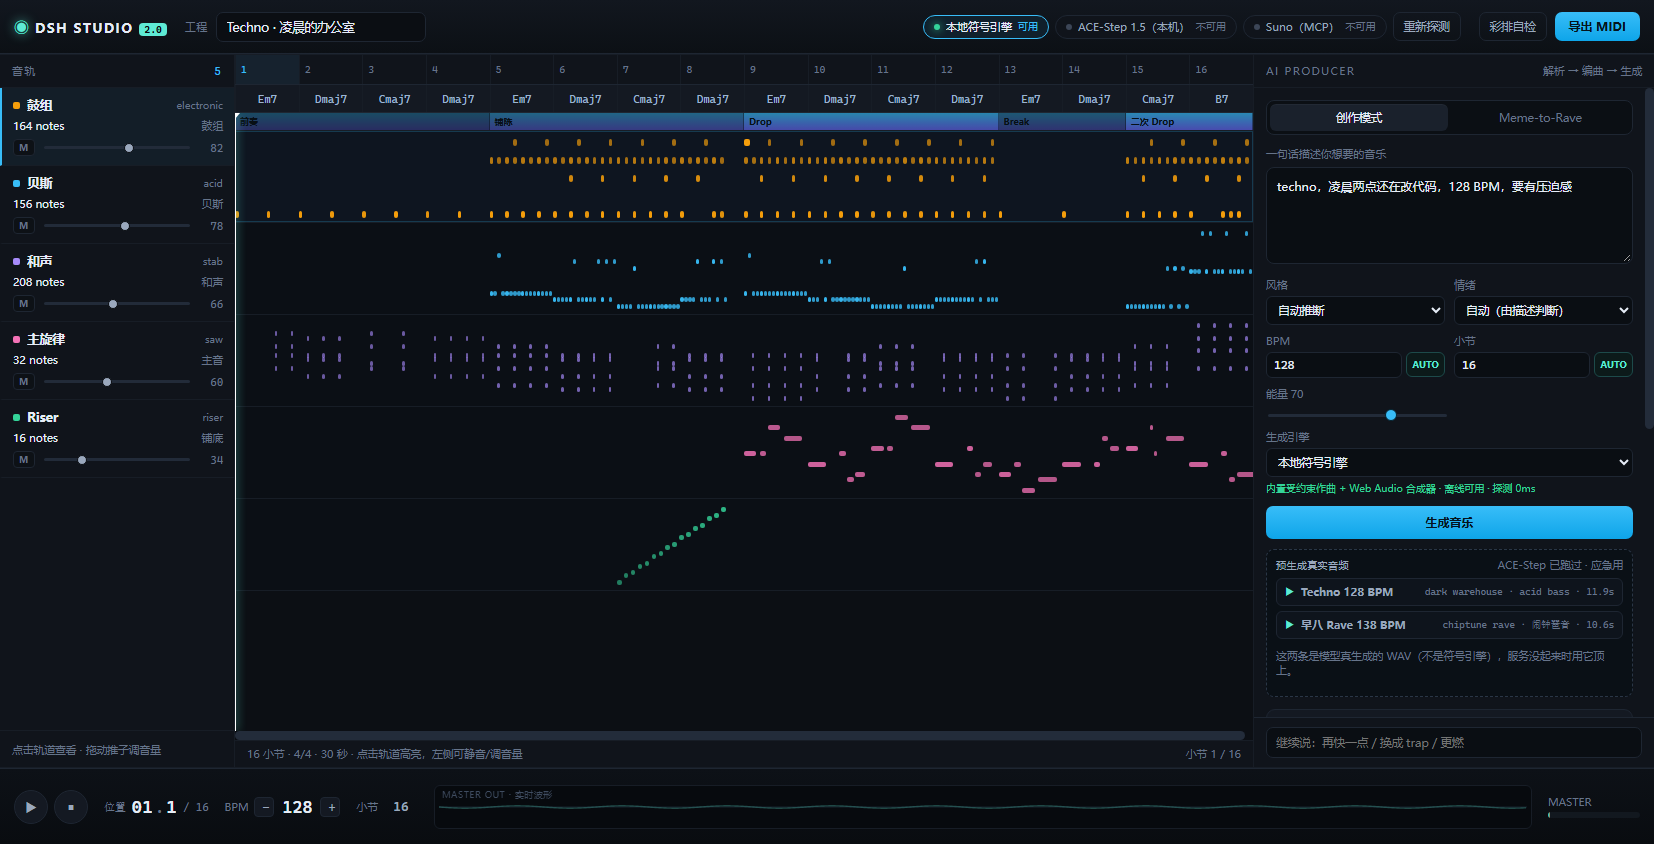 DSH STUDIO 2.0 工程 Techno · 凌晨的办公室 本地符号引擎 可用 ACE-Step 1.5（本机） 不可用 Suno（MCP） 不可用 重新探测 彩排自检 导出 MIDI
音轨 5
鼓组 electronic
164 notes 鼓组
M 82
贝斯 acid
156 notes 贝斯
M 78
和声 stab
208 notes 和声
M 66
主旋律 saw
32 notes 主音
M 60
Riser riser
16 notes 铺底
M 34
点击轨道查看 · 拖动推子调音量
1 2 3 4 5 6 7 8 9 10 11 12 13 14 15 16
Em7 Dmaj7 Cmaj7 Dmaj7 Em7 Dmaj7 Cmaj7 Dmaj7 Em7 Dmaj7 Cmaj7 Dmaj7 Em7 Dmaj7 Cmaj7 B7
前奏 铺陈 Drop Break 二次 Drop
16 小节 · 4/4 · 30 秒 · 点击轨道高亮，左侧可静音/调音量 小节 1 / 16
AI PRODUCER 解析 → 编曲 → 生成
创作模式 Meme-to-Rave
一句话描述你想要的音乐
techno，凌晨两点还在改代码，128 BPM，要有压迫感
风格 情绪
自动推断 自动（由描述判断）
BPM 小节
128 AUTO 16 AUTO
能量 70
生成引擎
本地符号引擎
内置受约束作曲 + Web Audio 合成器 · 离线可用 · 探测 0ms
生成音乐
预生成真实音频 ACE-Step 已跑过 · 应急用
Techno 128 BPM dark warehouse · acid bass · 11.9s
早八 Rave 138 BPM chiptune rave · 闹钟琶音 · 10.6s
这两条是模型真生成的 WAV（不是符号引擎），服务没起来时用它顶
上。
继续说：再快一点 / 换成 trap / 更燃
位置 01.1 / 16 BPM − 128 + 小节 16
MASTER OUT · 实时波形
MASTER